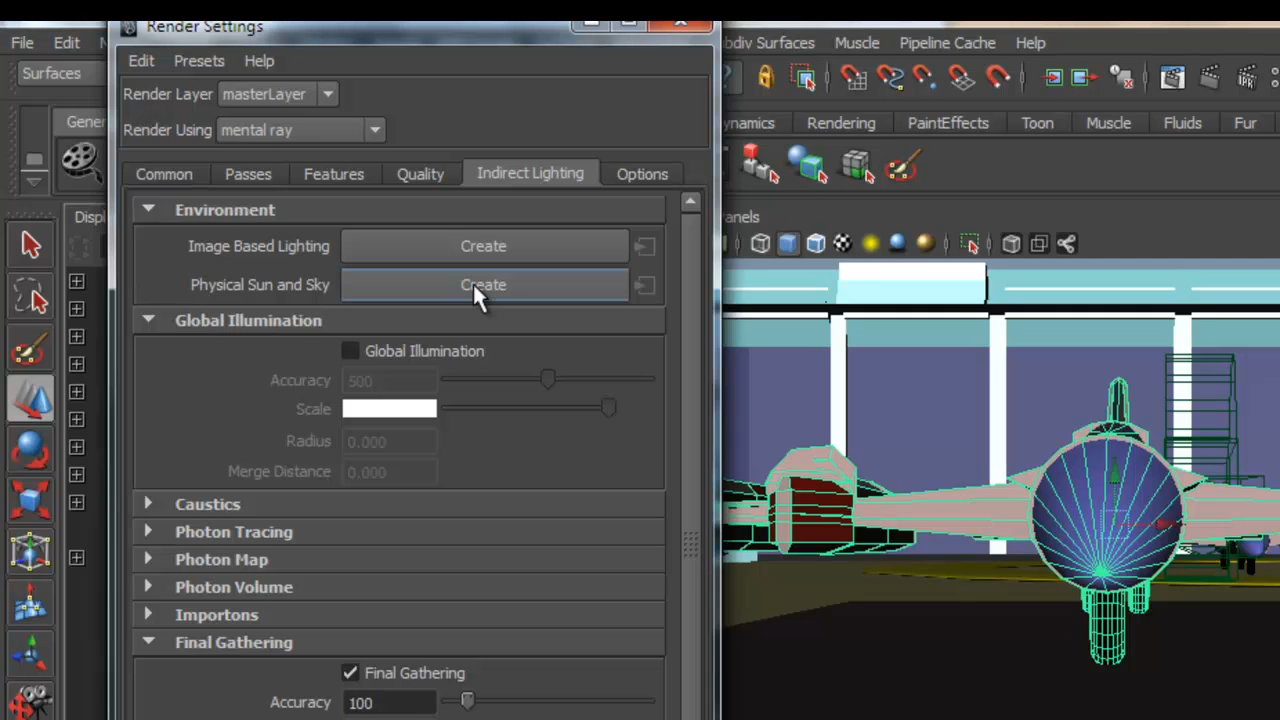 Render Settings
File Edit
Edit Presets Help
bdiv Surfaces Muscle Pipeline Cache Help
Surfaces
Render Layer masterLayer
Render Using mental ray
Gener
ynamics Rendering PaintEffects Toon Muscle Fluids Fur
Common Passes Features Quality Indirect Lighting Options
Displ
anels
Environment
Image Based Lighting Create
Physical Sun and Sky Create
Global Illumination
Global Illumination
Accuracy 500
Scale
Radius 0.000
Merge Distance 0.000
Caustics
Photon Tracing
Photon Map
Photon Volume
Importons
Final Gathering
Final Gathering
Accuracy 100